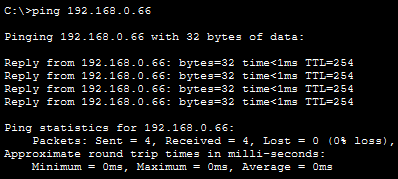 C:\>ping 192.168.0.66
Pinging 192.168.0.66 with 32 bytes of data:
Reply from 192.168.0.66: bytes=32 time<1ms TTL=254
Reply from 192.168.0.66: bytes=32 time<1ms TTL=254
Reply from 192.168.0.66: bytes=32 time<1ms TTL=254
Reply from 192.168.0.66: bytes=32 time<1ms TTL=254
Ping statistics for 192.168.0.66:
    Packets: Sent = 4, Received = 4, Lost = 0 (0% loss),
Approximate round trip times in milli-seconds:
    Minimum = 0ms, Maximum = 0ms, Average = 0ms